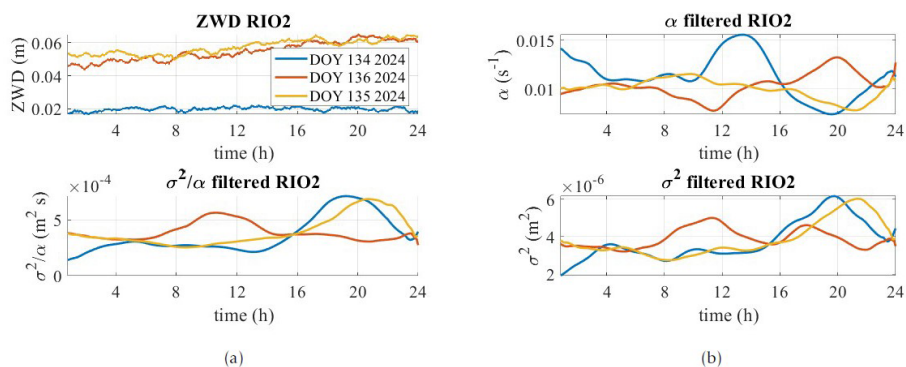 ZWD RIO2
ZWD (m)
0.06
0.04
0.02
DOY 134 2024
DOY 136 2024
DOY 135 2024
4 8 12 16 20 24
time (h)
α filtered RIO2
α (s⁻¹)
0.015
0.01
4 8 12 16 20 24
time (h)
×10⁻⁴
σ²/α filtered RIO2
σ²/α (m² s)
5
0
4 8 12 16 20 24
time (h)
(a)
×10⁻⁶
σ² filtered RIO2
σ² (m²)
6
4
2
4 8 12 16 20 24
time (h)
(b)